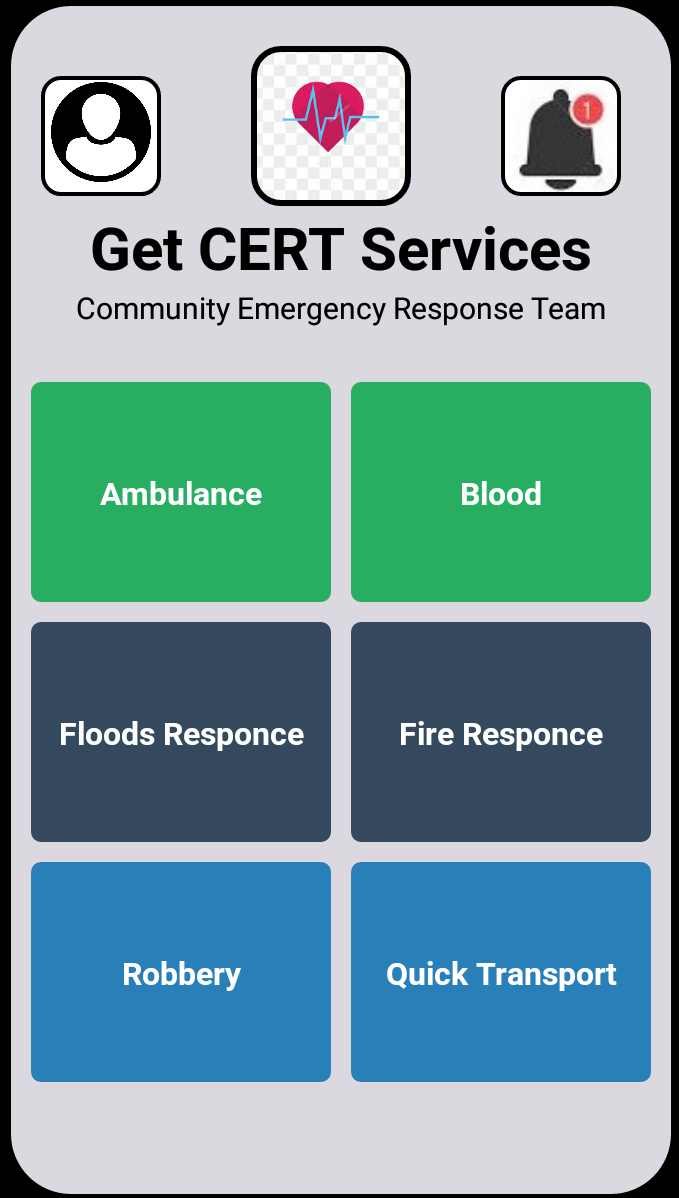 1
Get CERT Services
Community Emergency Response Team
Ambulance
Blood
Floods Responce
Fire Responce
Robbery
Quick Transport